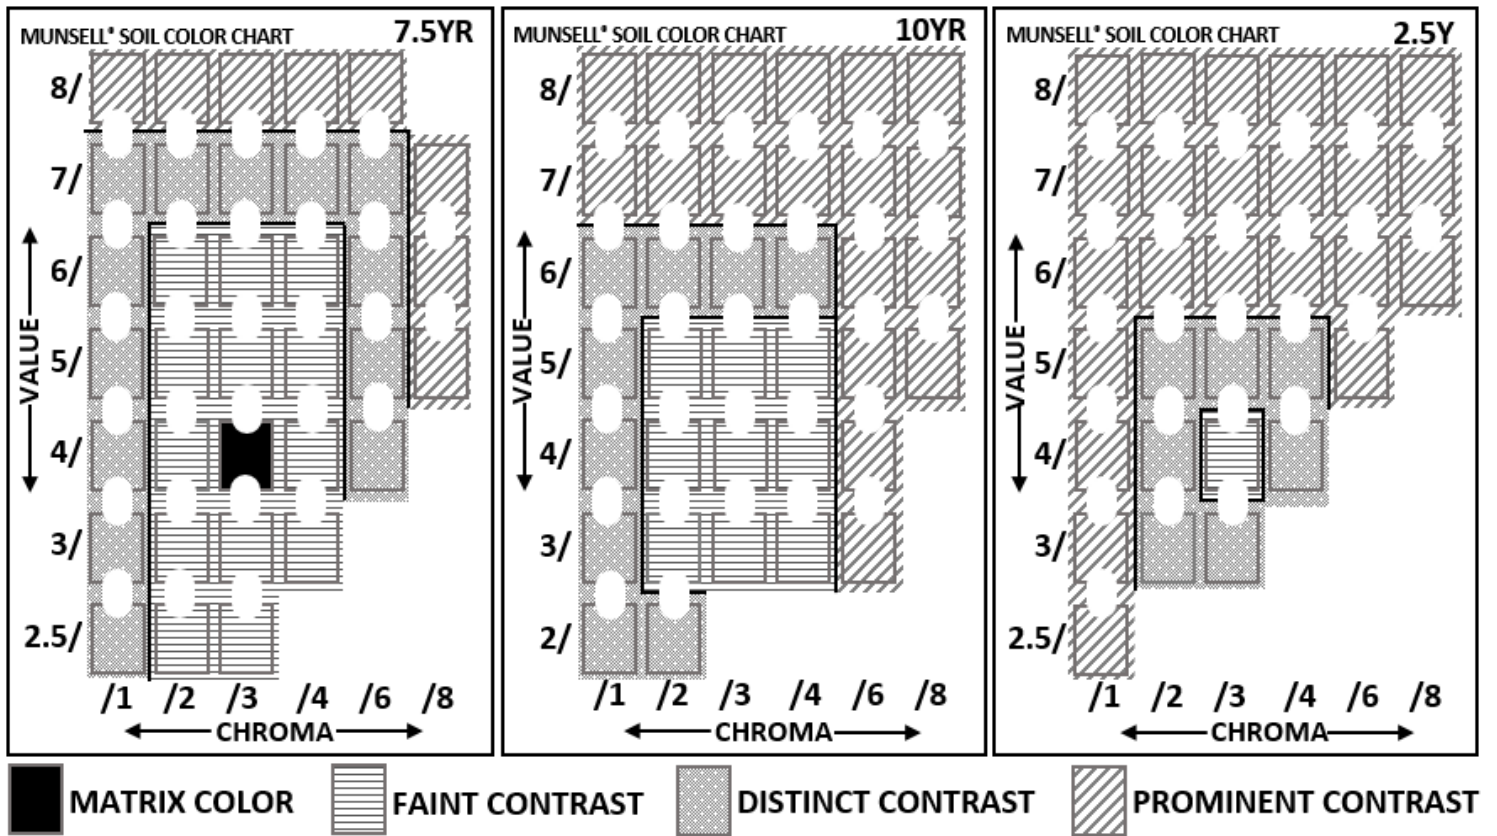 MUNSELL® SOIL COLOR CHART 7.5YR
8/
7/
6/
5/
4/
3/
2.5/
VALUE
/1 /2 /3 /4 /6 /8
CHROMA
MUNSELL® SOIL COLOR CHART 10YR
8/
7/
6/
5/
4/
3/
2/
VALUE
/1 /2 /3 /4 /6 /8
CHROMA
MUNSELL® SOIL COLOR CHART 2.5Y
8/
7/
6/
5/
4/
3/
2.5/
VALUE
/1 /2 /3 /4 /6 /8
CHROMA
MATRIX COLOR FAINT CONTRAST DISTINCT CONTRAST PROMINENT CONTRAST